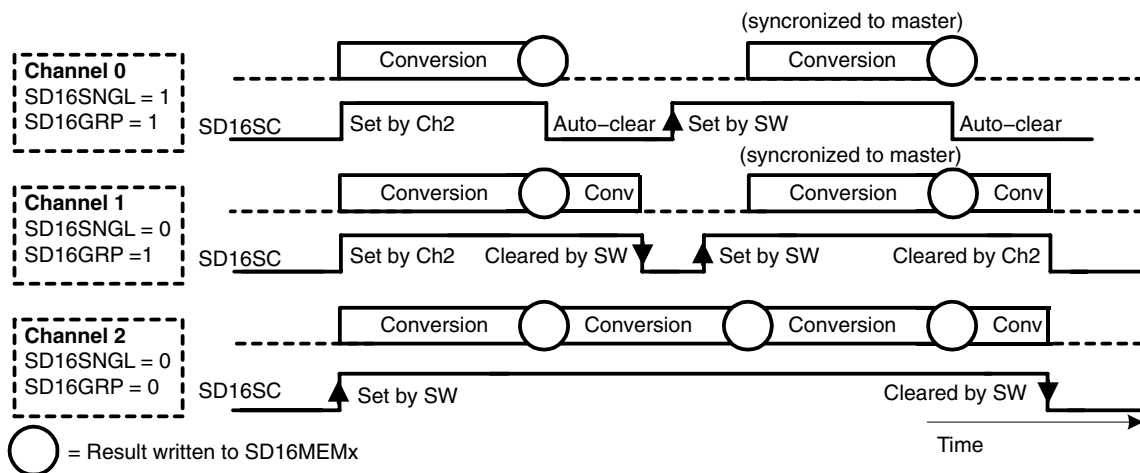 (syncronized to master)
Conversion Conversion
Channel 0
SD16SNGL = 1
SD16GRP = 1
SD16SC Set by Ch2 Auto−clear Set by SW Auto−clear
(syncronized to master)
Conversion Conv Conversion Conv
Channel 1
SD16SNGL = 0
SD16GRP =1
SD16SC Set by Ch2 Cleared by SW Set by SW Cleared by Ch2
Conversion Conversion Conversion Conv
Channel 2
SD16SNGL = 0
SD16GRP = 0
SD16SC Set by SW Cleared by SW
= Result written to SD16MEMx
Time